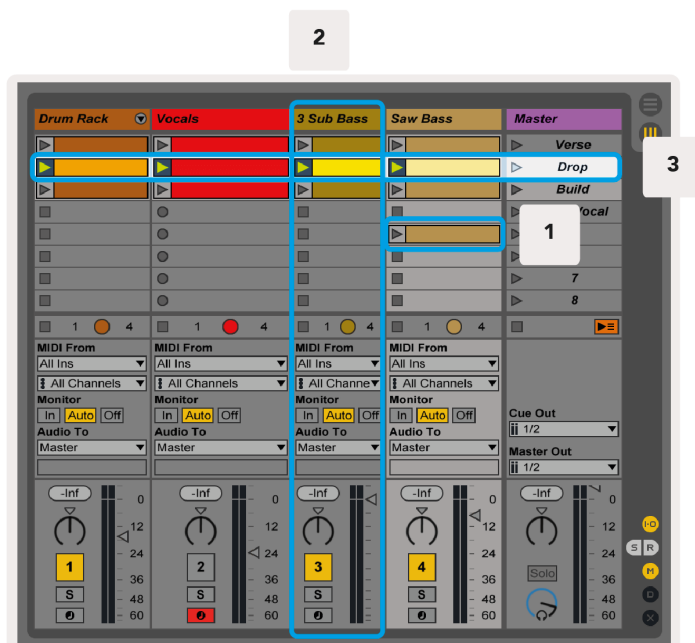 2
Drum Rack Vocals 3 Sub Bass Saw Bass Master
Verse
Drop
3
Build
ocal
1
7
8
1 4 1 4 1 4 1 4
MIDI From MIDI From MIDI From MIDI From
All Ins All Ins All Ins All Ins
All Channels All Channels All Channe All Channels
Monitor Monitor Monitor Monitor
In Auto Off In Auto Off In Auto Off In Auto Off
Cue Out
Audio To Audio To Audio To Audio To
1/2
Master Master Master Master
Master Out
1/2
-Inf -Inf -Inf -Inf -Inf
0 0 0 0 0
12 12 12 12
I·O
24 24 24 24
S R
1 2 3 4
Solo
M
36 36 36 36
S S S S
48 48 48 48
D
60 60 60 60
X